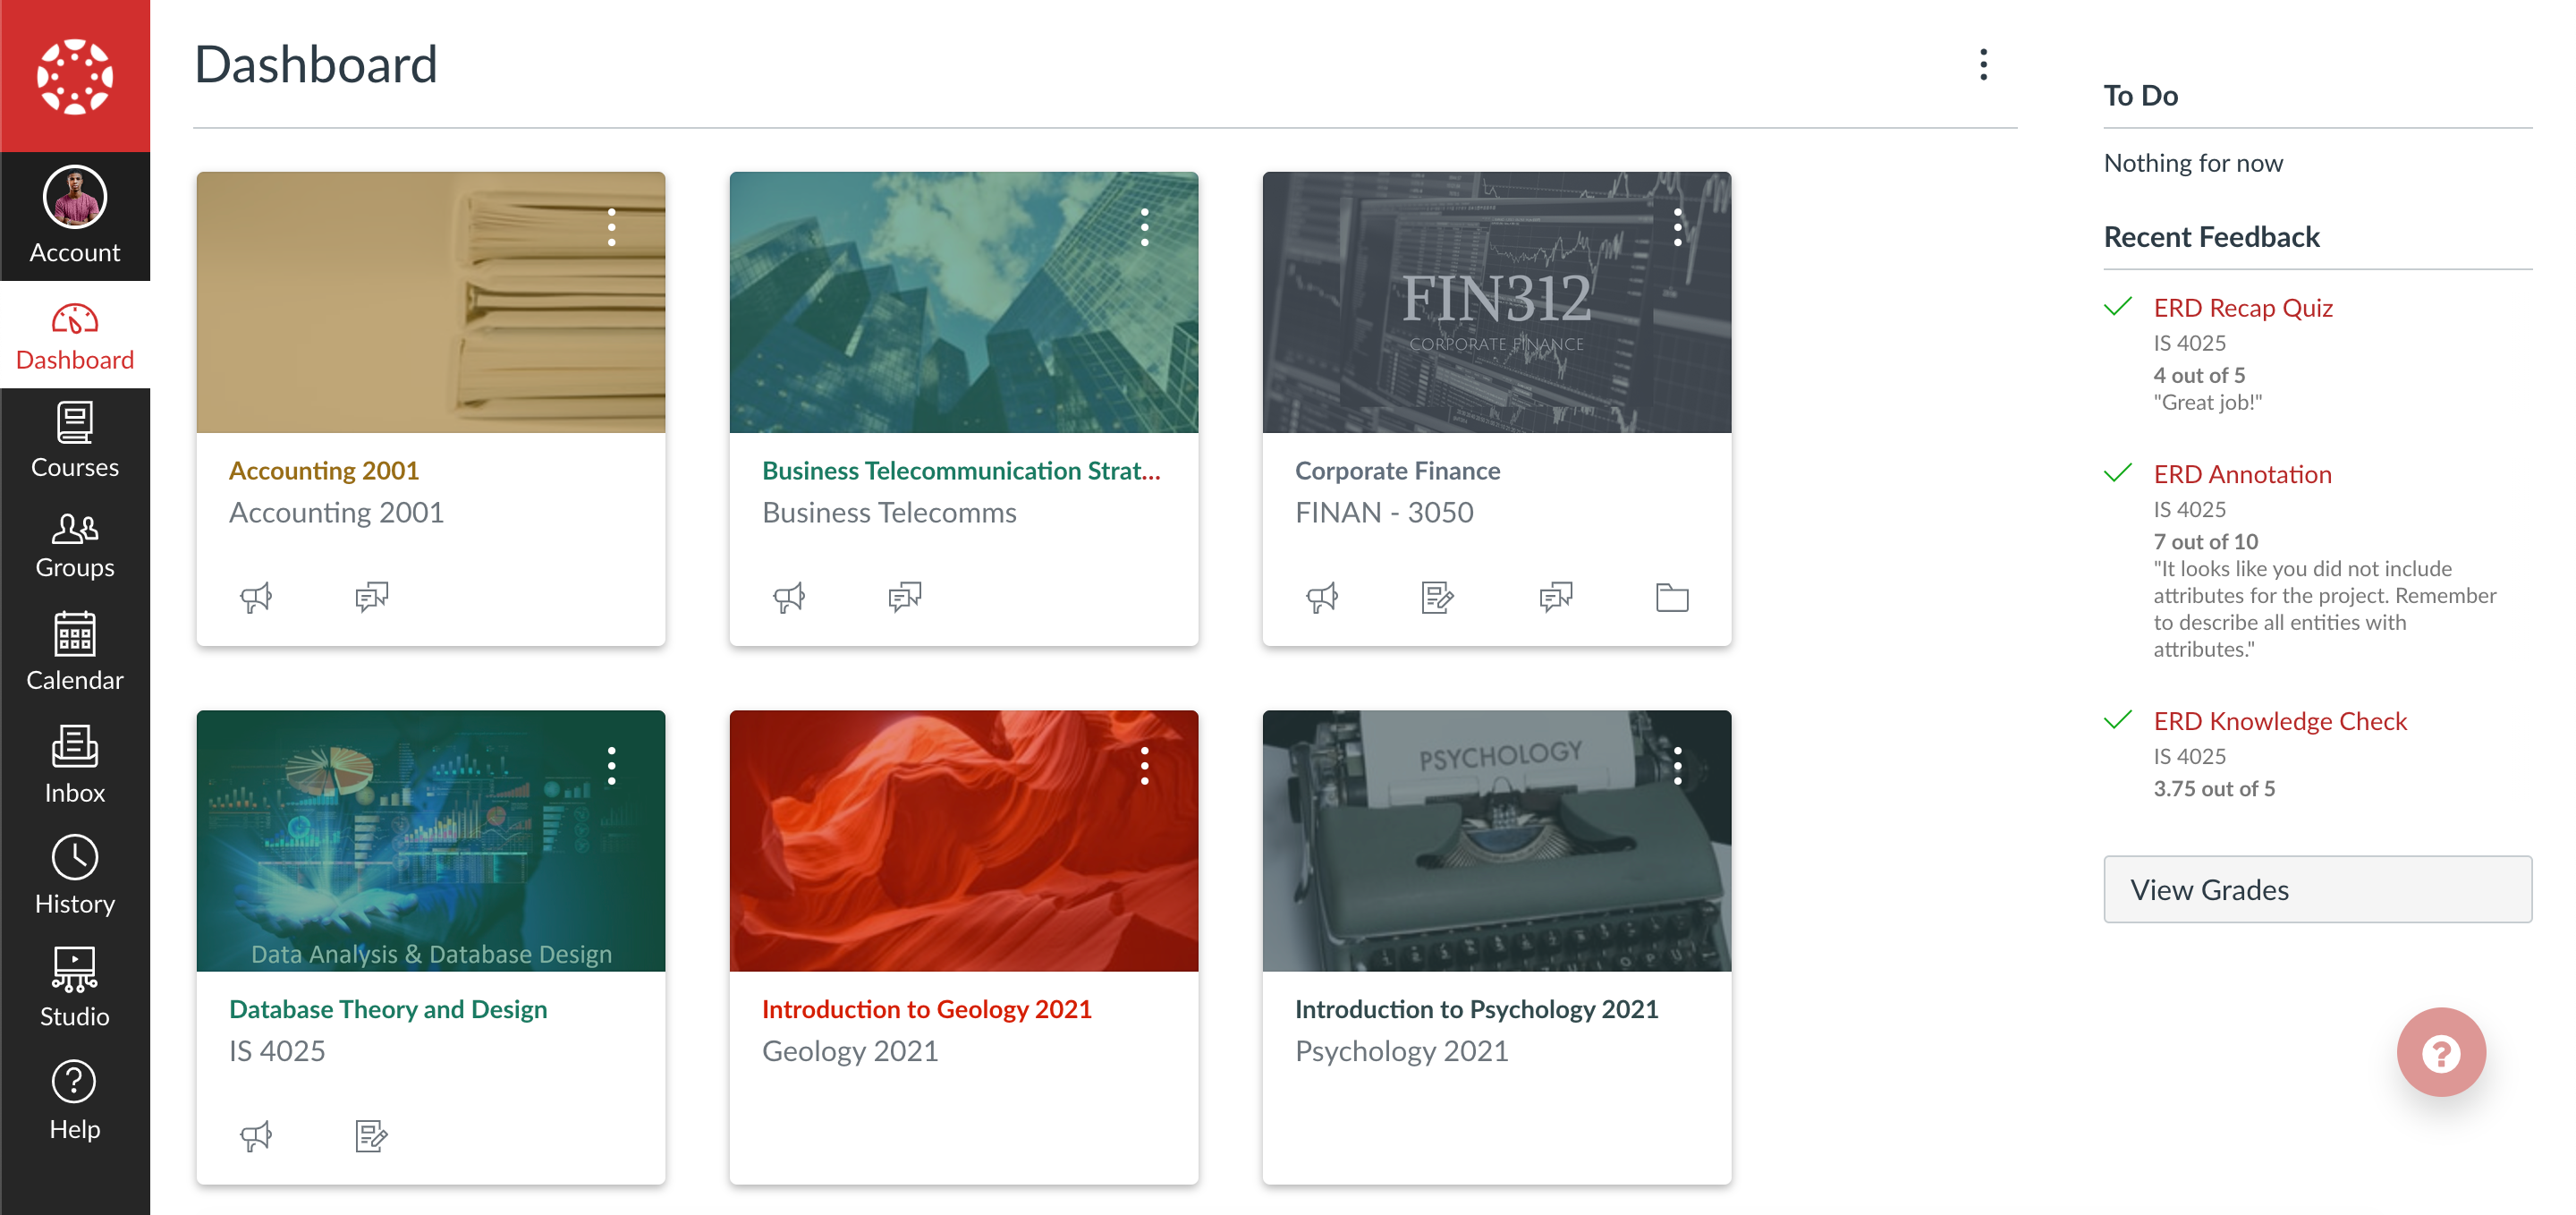 Dashboard
Account
Dashboard
Courses
Groups
Calendar
Inbox
History
Studio
Help
FIN312
CORPORATE FINANCE
Accounting 2001
Accounting 2001
Business Telecommunication Strat...
Business Telecomms
Corporate Finance
FINAN - 3050
Data Analysis & Database Design
PSYCHOLOGY
Database Theory and Design
IS 4025
Introduction to Geology 2021
Geology 2021
Introduction to Psychology 2021
Psychology 2021
To Do
Nothing for now
Recent Feedback
ERD Recap Quiz
IS 4025
4 out of 5
"Great job!"
ERD Annotation
IS 4025
7 out of 10
"It looks like you did not include
attributes for the project. Remember
to describe all entities with
attributes."
ERD Knowledge Check
IS 4025
3.75 out of 5
View Grades